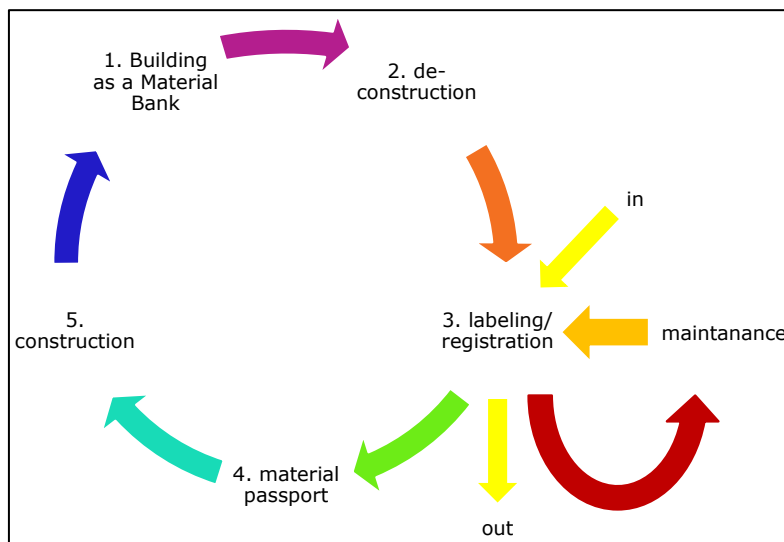 1. Building
as a Material
Bank
2. de-
construction
in
3. labeling/
registration
maintanance
5.
construction
4. material
passport
out